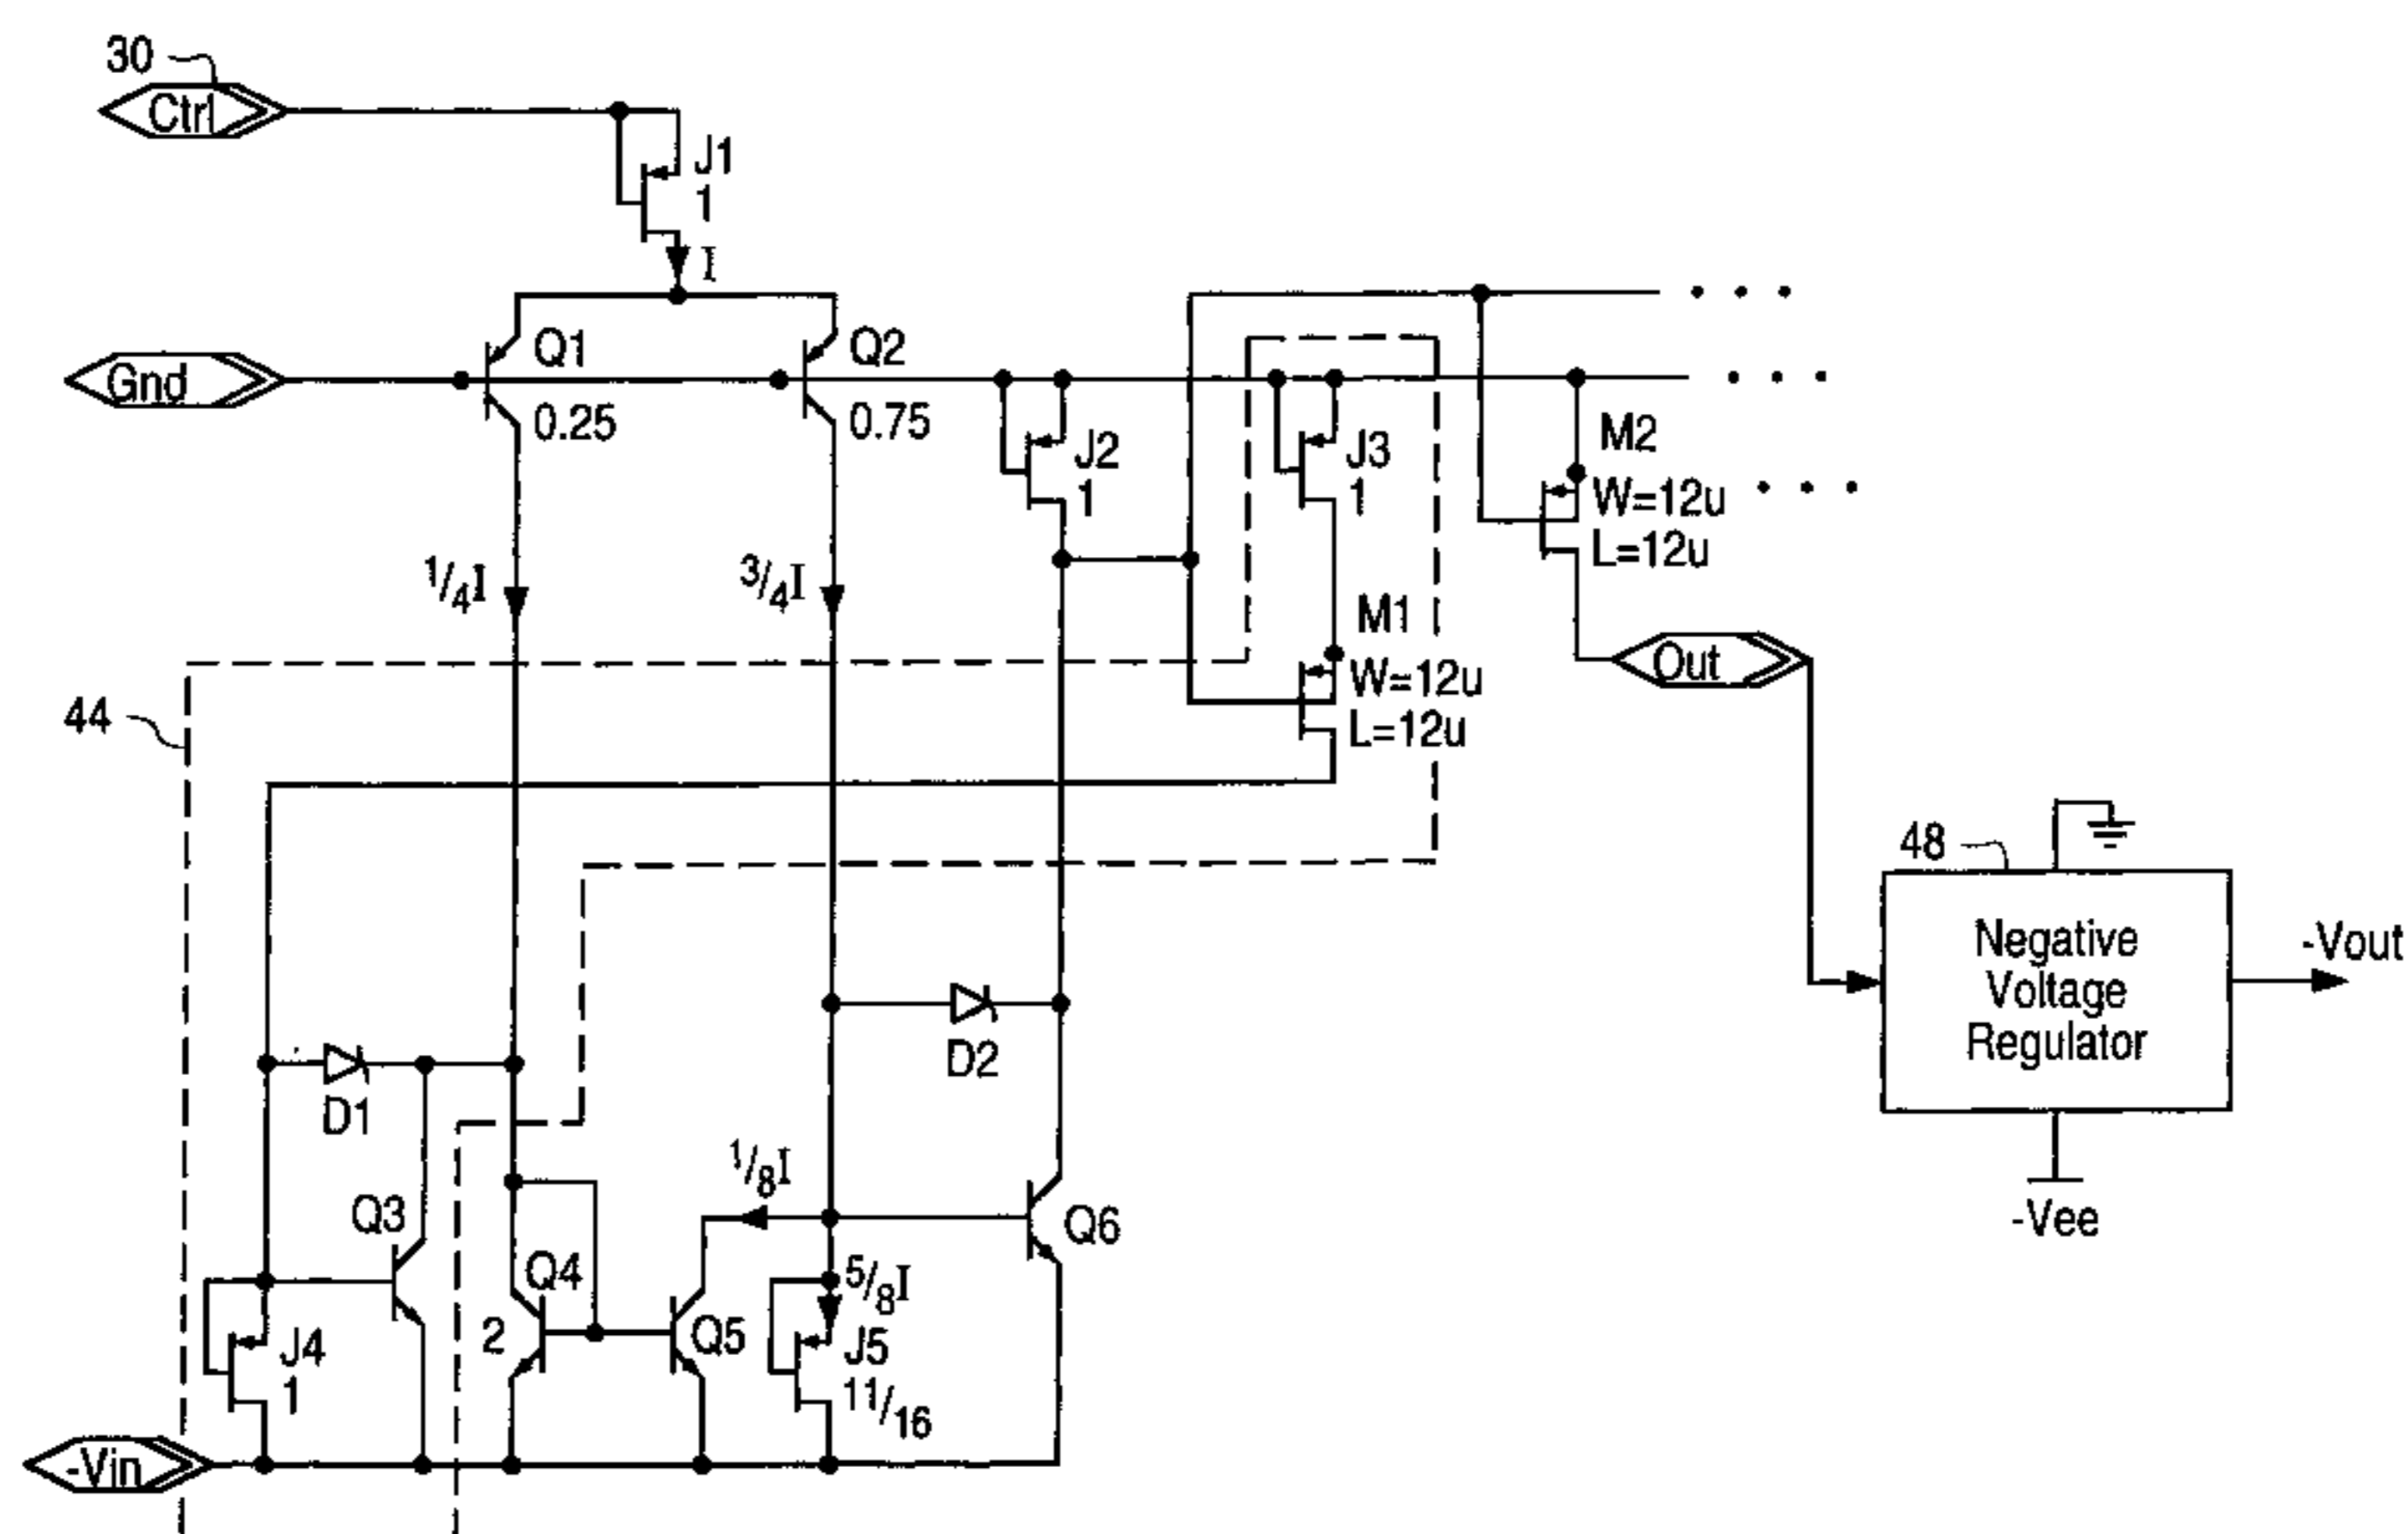 30
Ctrl
J1
1
I
Gnd
Q1
0.25
Q2
0.75
J2
1
J3
1
M2
W=12u
L=12u
1/4I
3/4I
M1
W=12u
L=12u
Out
44
48
Negative
Voltage
Regulator
-Vout
-Vee
D1
D2
1/8I
Q3
Q4
2
Q5
Q6
5/8I
J4
1
J5
11/16
-Vin